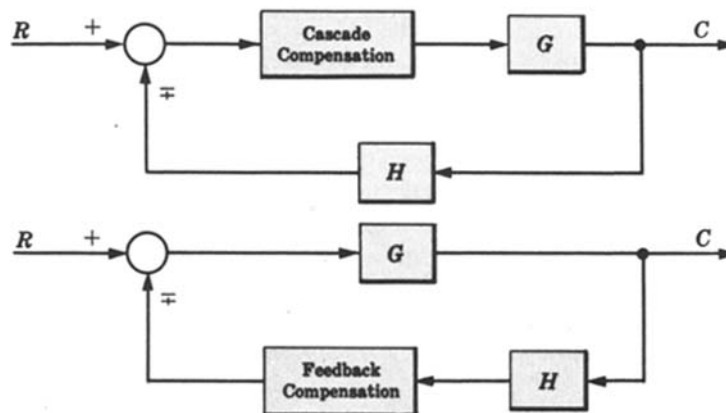 R + Cascade Compensation G C
∓
H
R + G C
∓
Feedback Compensation H